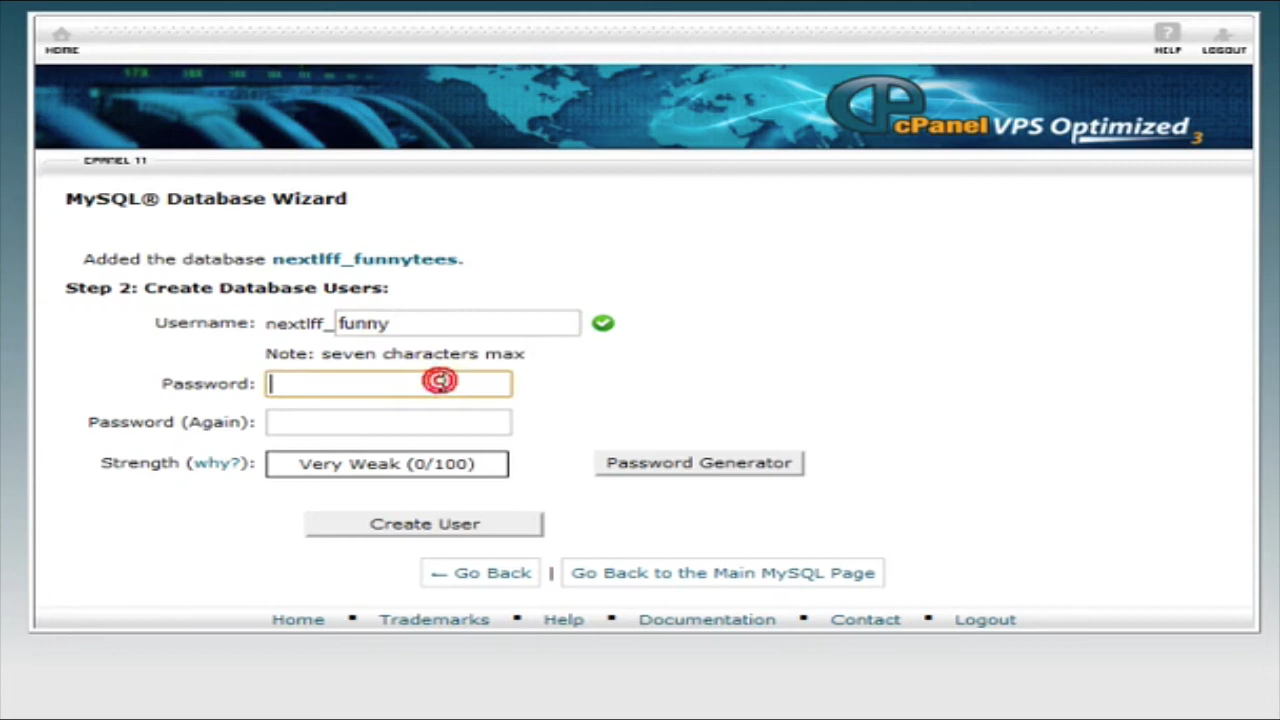 HOME
HELP LOGOUT
cPanel VPS Optimized 3
CPANEL 11
MySQL® Database Wizard
Added the database nextlff_funnytees.
Step 2: Create Database Users:
Username: nextlff_ funny
Note: seven characters max
Password:
Password (Again):
Strength (why?): Very Weak (0/100) Password Generator
Create User
← Go Back | Go Back to the Main MySQL Page
Home ▪ Trademarks ▪ Help ▪ Documentation ▪ Contact ▪ Logout